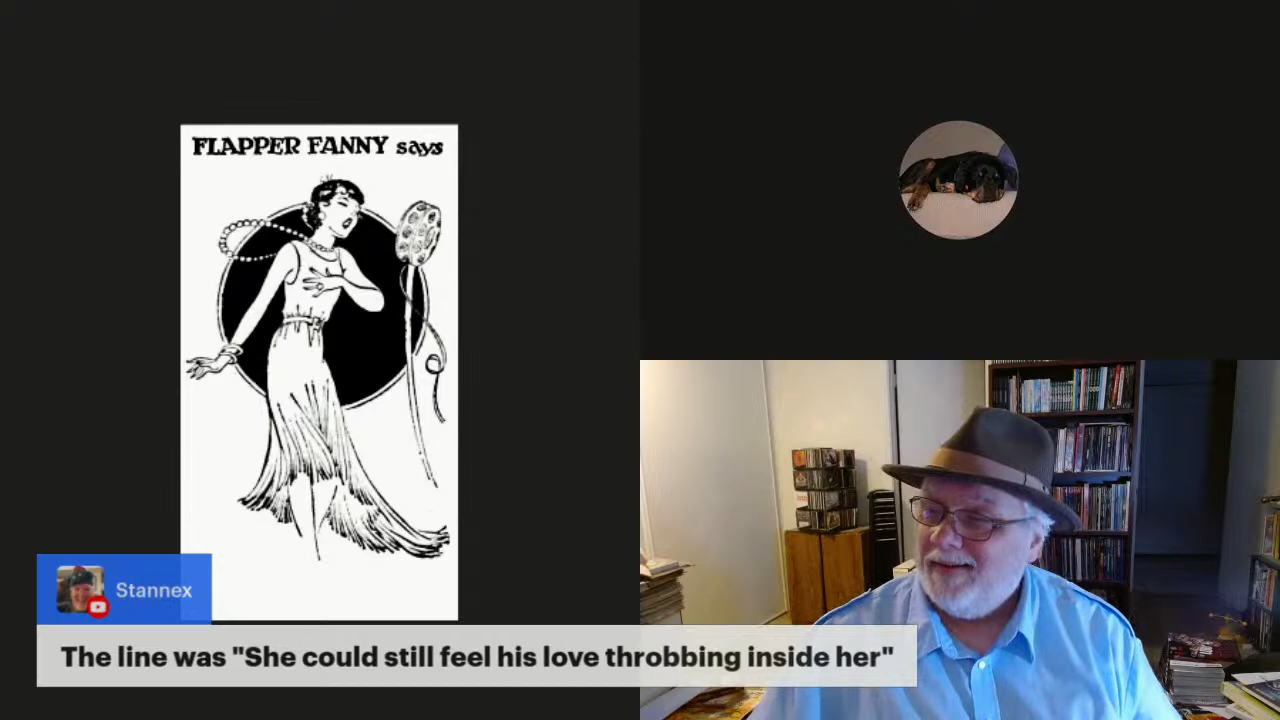 FLAPPER FANNY says
Stannex
The line was "She could still feel his love throbbing inside her"